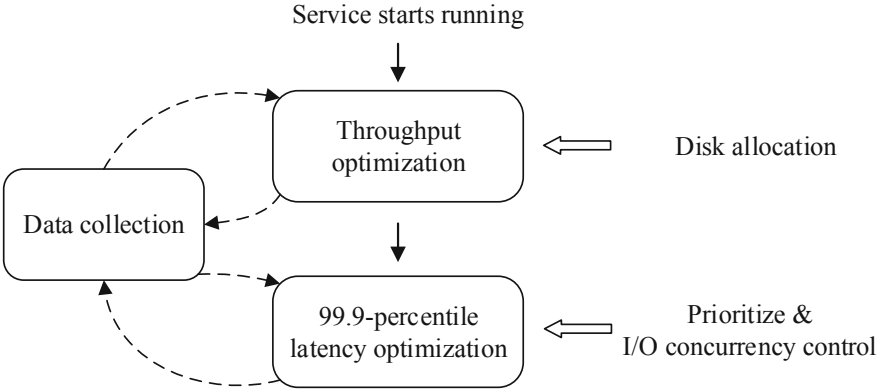 Service starts running
Throughput
optimization
Disk allocation
Data collection
99.9-percentile
latency optimization
Prioritize &
I/O concurrency control